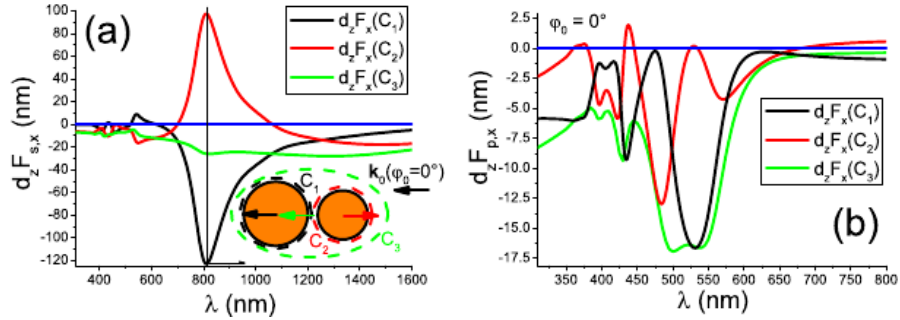 (a)
d_zF_x(C_1)
d_zF_x(C_2)
d_zF_x(C_3)
d_zF_{s,x} (nm)
100
80
60
40
20
0
-20
-40
-60
-80
-100
-120
k_0(φ_0=0°)
C_1
C_2
C_3
400 600 800 1000 1200 1400 1600
λ (nm)
φ_0 = 0°
d_zF_{p,x} (nm)
2.5
0.0
-2.5
-5.0
-7.5
-10.0
-12.5
-15.0
-17.5
d_zF_x(C_1)
d_zF_x(C_2)
d_zF_x(C_3)
(b)
350 400 450 500 550 600 650 700 750 800
λ (nm)